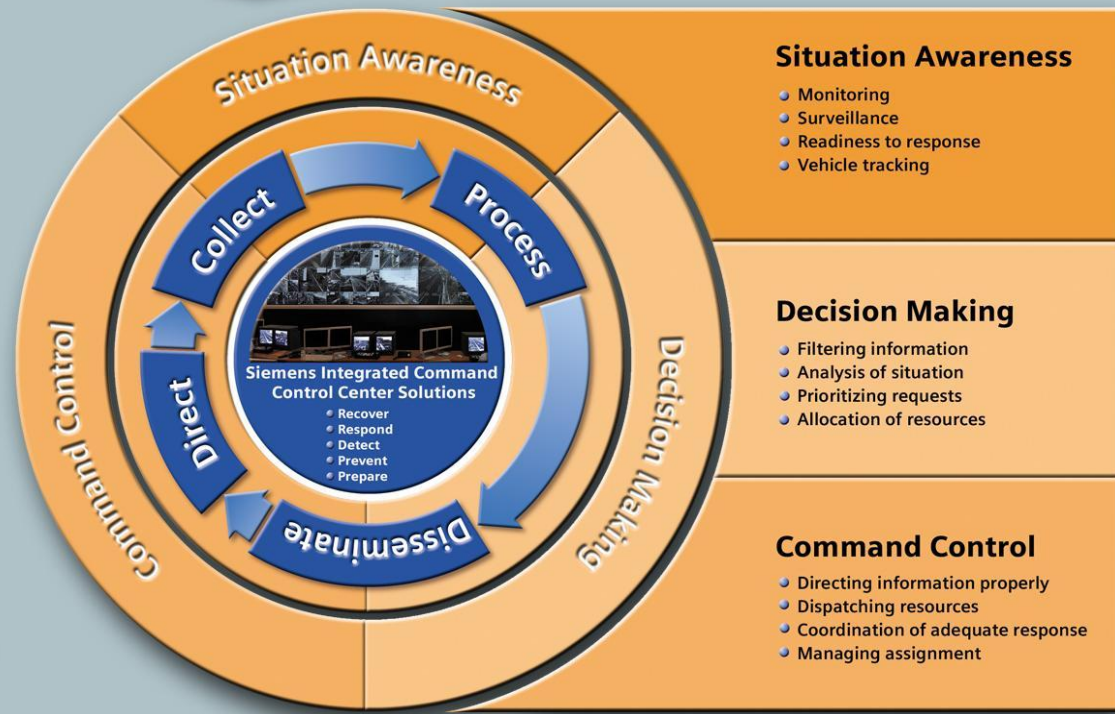 Situation Awareness
Collect
Process
Direct
Disseminate
Command Control
Decision Making
Siemens Integrated Command
Control Center Solutions
Recover
Respond
Detect
Prevent
Prepare
Situation Awareness
Monitoring
Surveillance
Readiness to response
Vehicle tracking
Decision Making
Filtering information
Analysis of situation
Prioritizing requests
Allocation of resources
Command Control
Directing information properly
Dispatching resources
Coordination of adequate response
Managing assignment